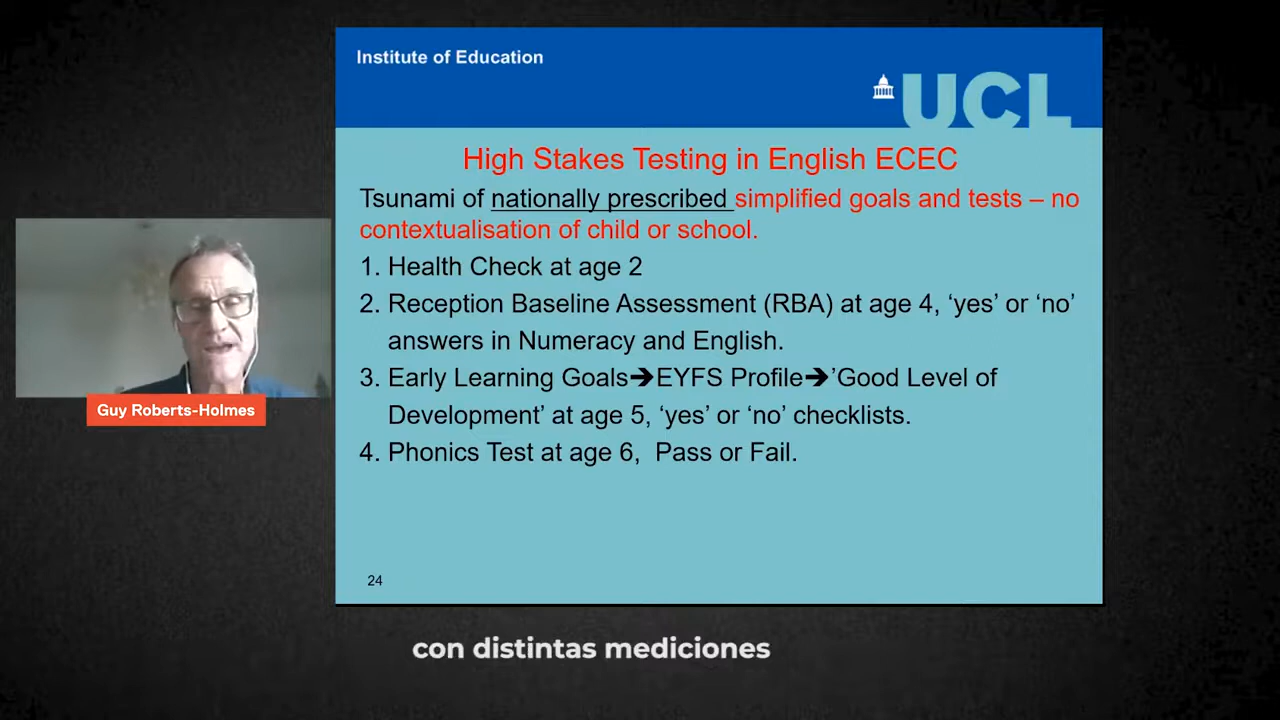 Institute of Education
UCL
High Stakes Testing in English ECEC
Tsunami of nationally prescribed simplified goals and tests – no
contextualisation of child or school.
1. Health Check at age 2
2. Reception Baseline Assessment (RBA) at age 4, ‘yes’ or ‘no’
answers in Numeracy and English.
3. Early Learning Goals➔EYFS Profile➔’Good Level of
Development’ at age 5, ‘yes’ or ‘no’ checklists.
4. Phonics Test at age 6,  Pass or Fail.
24
Guy Roberts-Holmes
con distintas mediciones